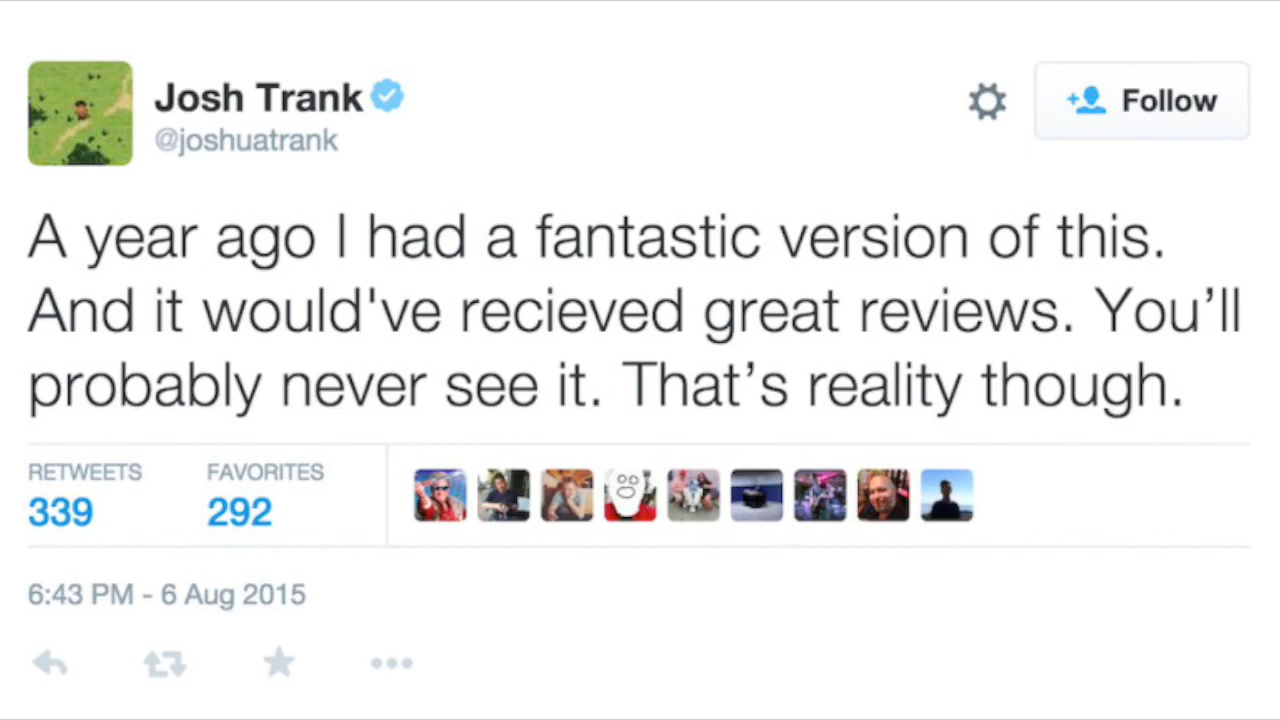 Josh Trank
@joshuatrank
Follow
A year ago I had a fantastic version of this.
And it would've recieved great reviews. You’ll
probably never see it. That’s reality though.
RETWEETS FAVORITES
339 292
6:43 PM - 6 Aug 2015